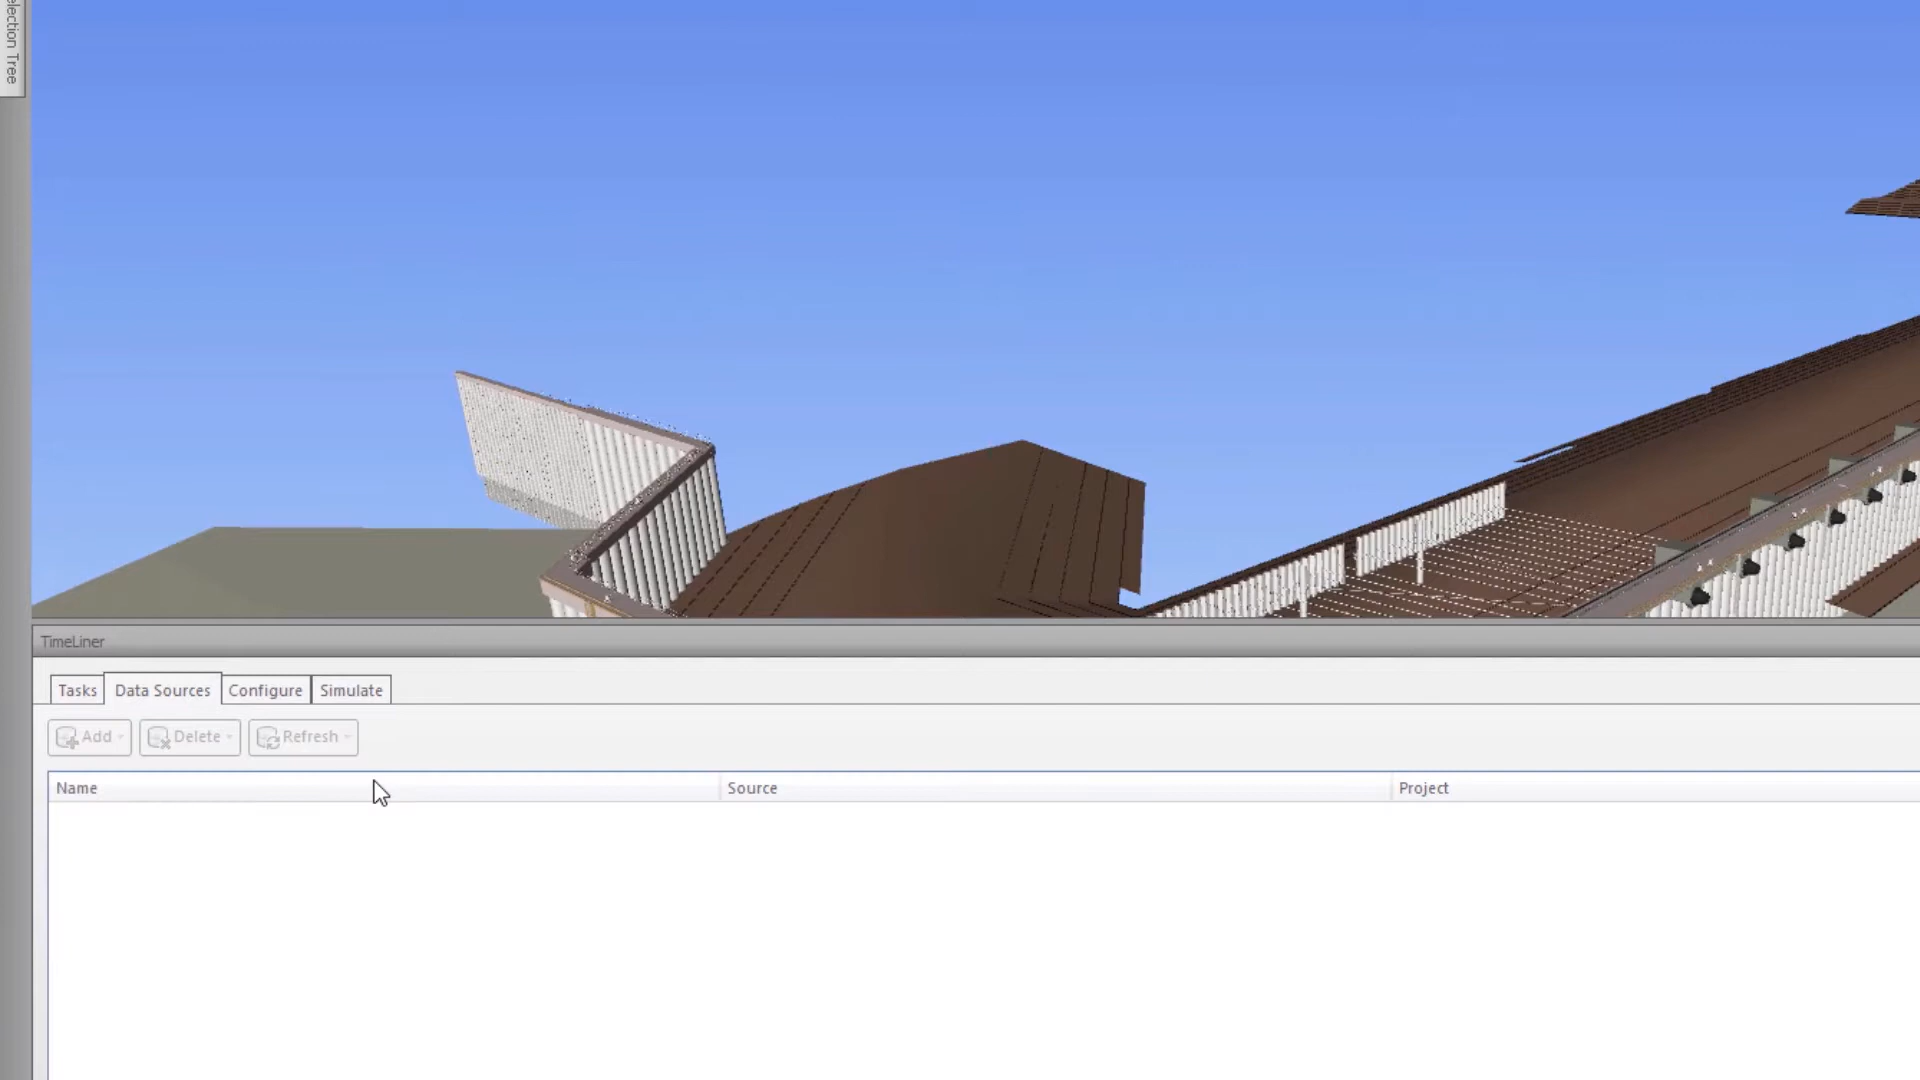 election Tree
TimeLiner
Tasks Data Sources Configure Simulate
Add Delete Refresh
Name Source Project